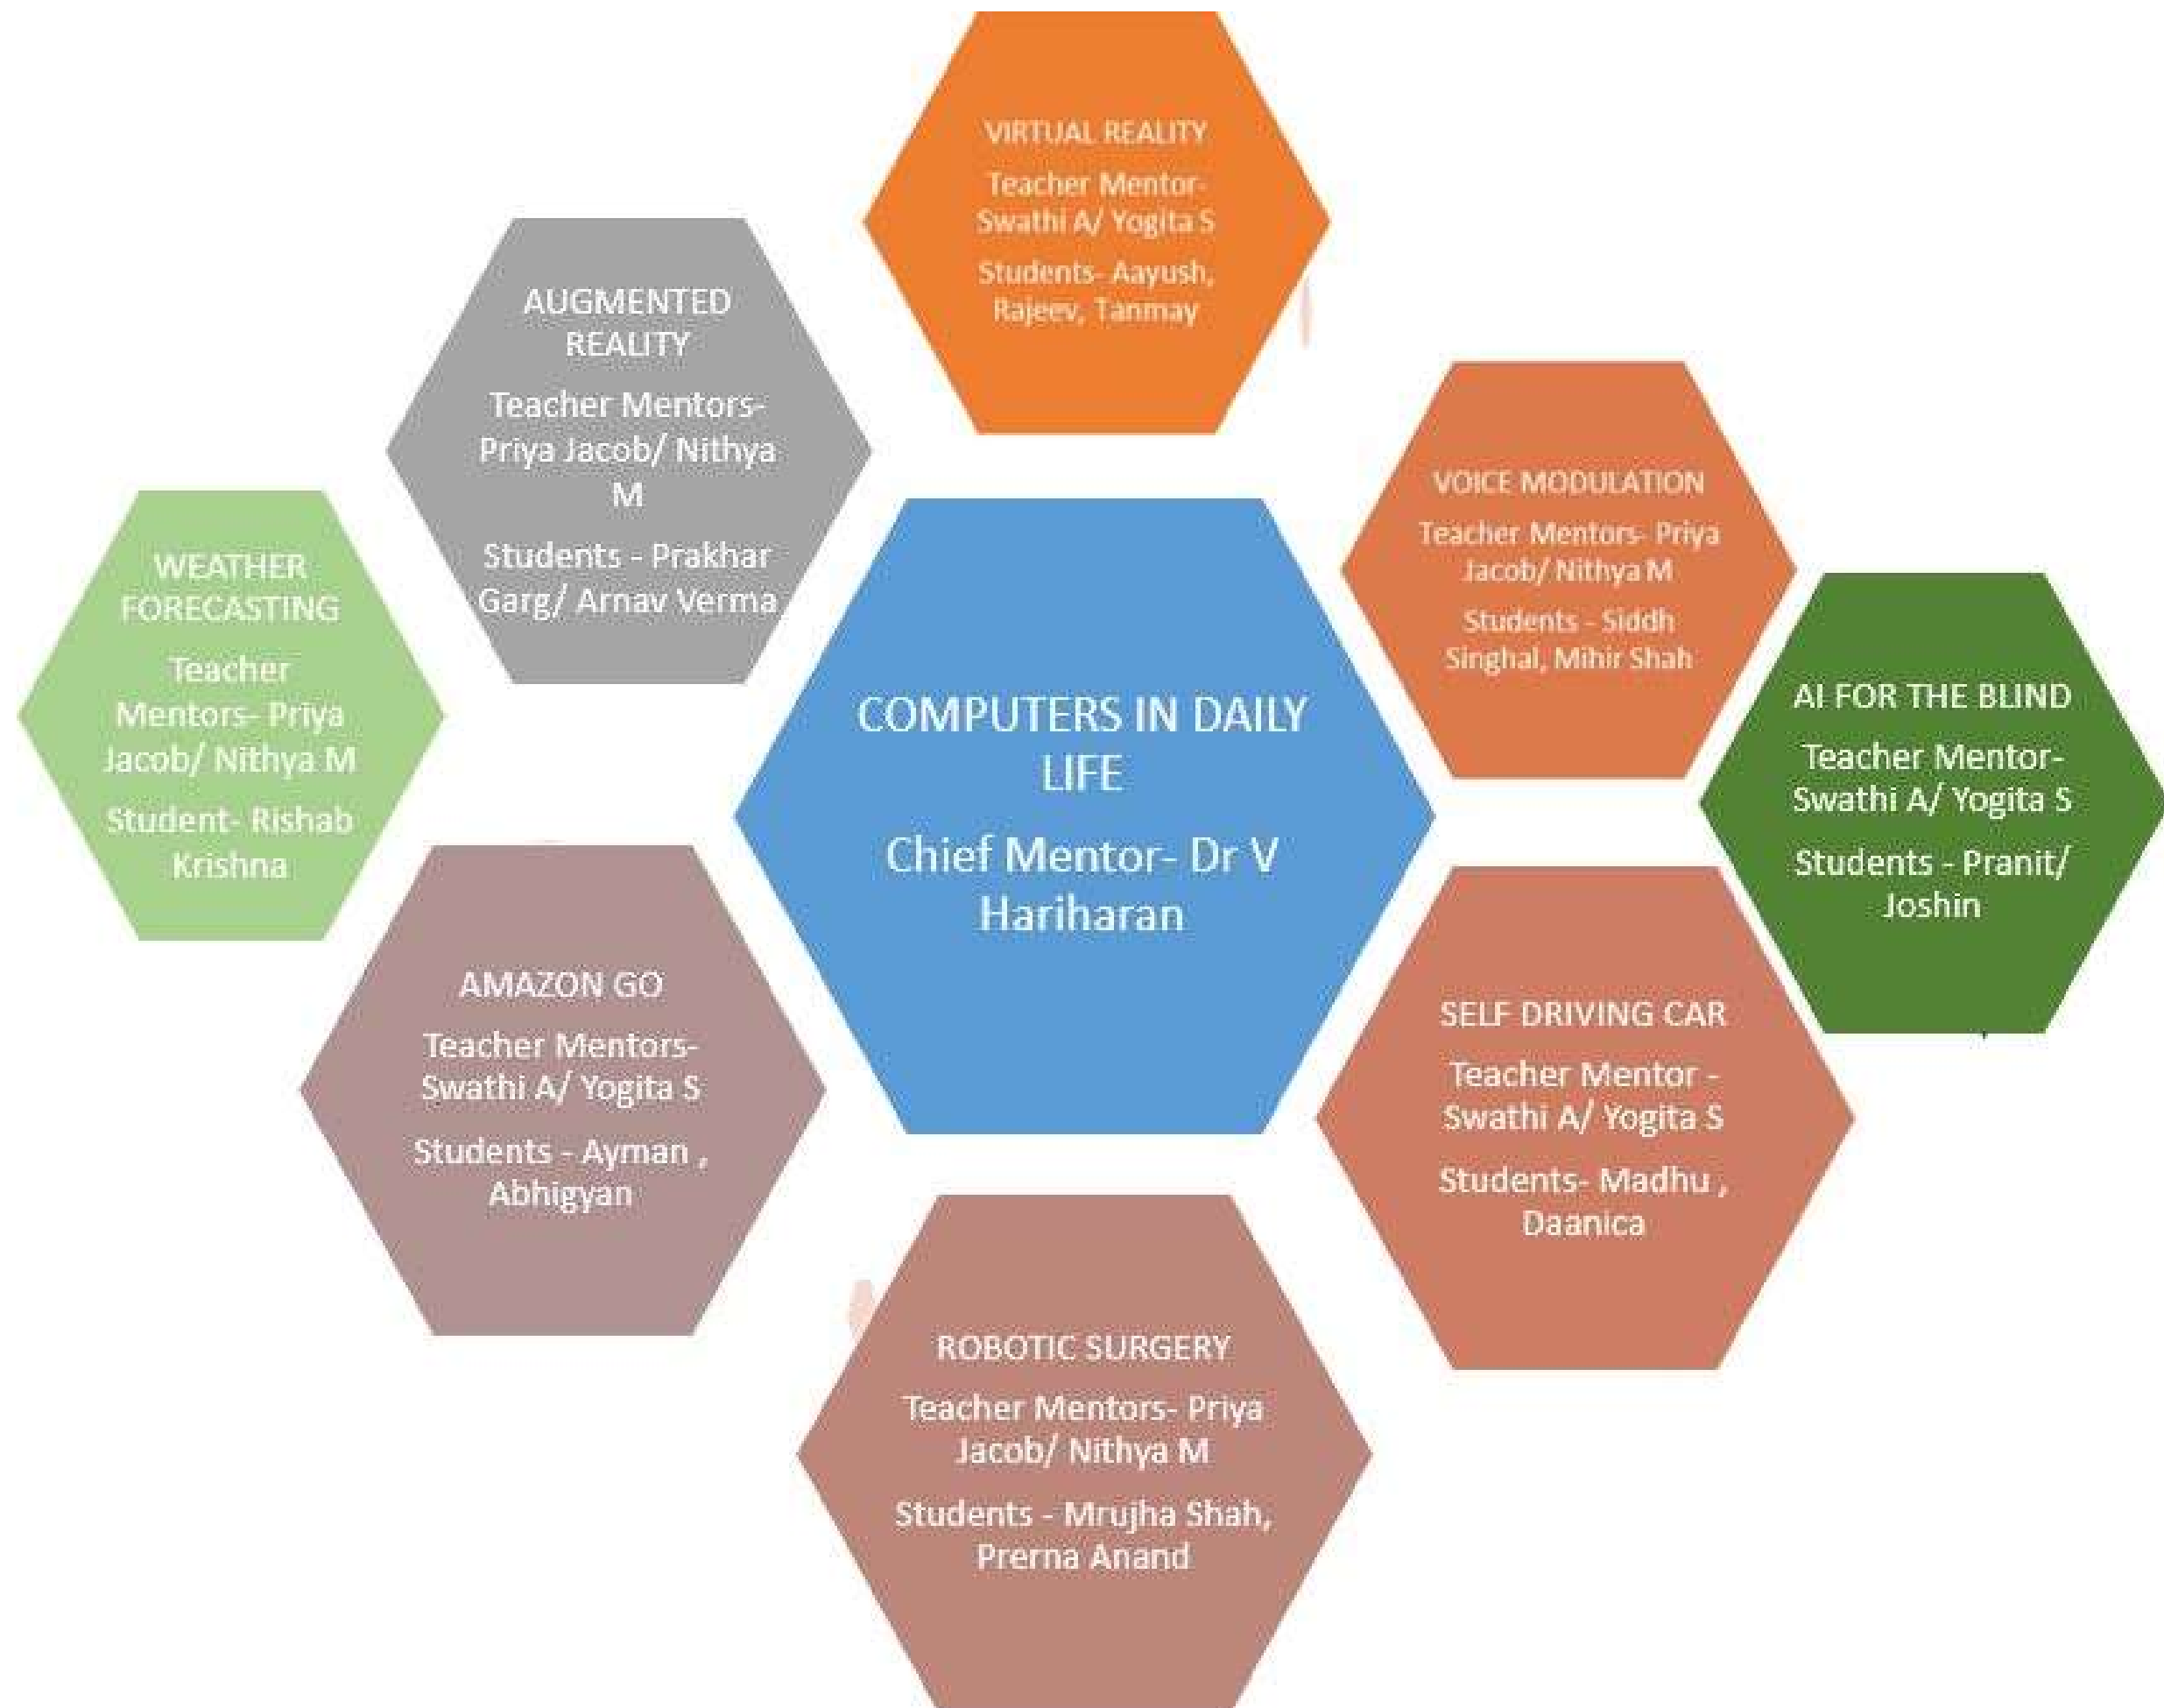 VIRTUAL REALITY
Teacher Mentor-
Swathi A/ Yogita S
Students- Aayush,
Rajeev, Tanmay
AUGMENTED
REALITY
Teacher Mentors-
Priya Jacob/ Nithya
M
Students - Prakhar
Garg/ Arnav Verma
VOICE MODULATION
Teacher Mentors- Priya
Jacob/ Nithya M
Students - Siddh
Singhal, Mihir Shah
WEATHER
FORECASTING
Teacher
Mentors- Priya
Jacob/ Nithya M
Student- Rishab
Krishna
COMPUTERS IN DAILY
LIFE
Chief Mentor- Dr V
Hariharan
AI FOR THE BLIND
Teacher Mentor-
Swathi A/ Yogita S
Students - Pranit/
Joshin
AMAZON GO
Teacher Mentors-
Swathi A/ Yogita S
Students - Ayman ,
Abhigyan
SELF DRIVING CAR
Teacher Mentor -
Swathi A/ Yogita S
Students- Madhu ,
Daanica
ROBOTIC SURGERY
Teacher Mentors- Priya
Jacob/ Nithya M
Students - Mrujha Shah,
Prerna Anand